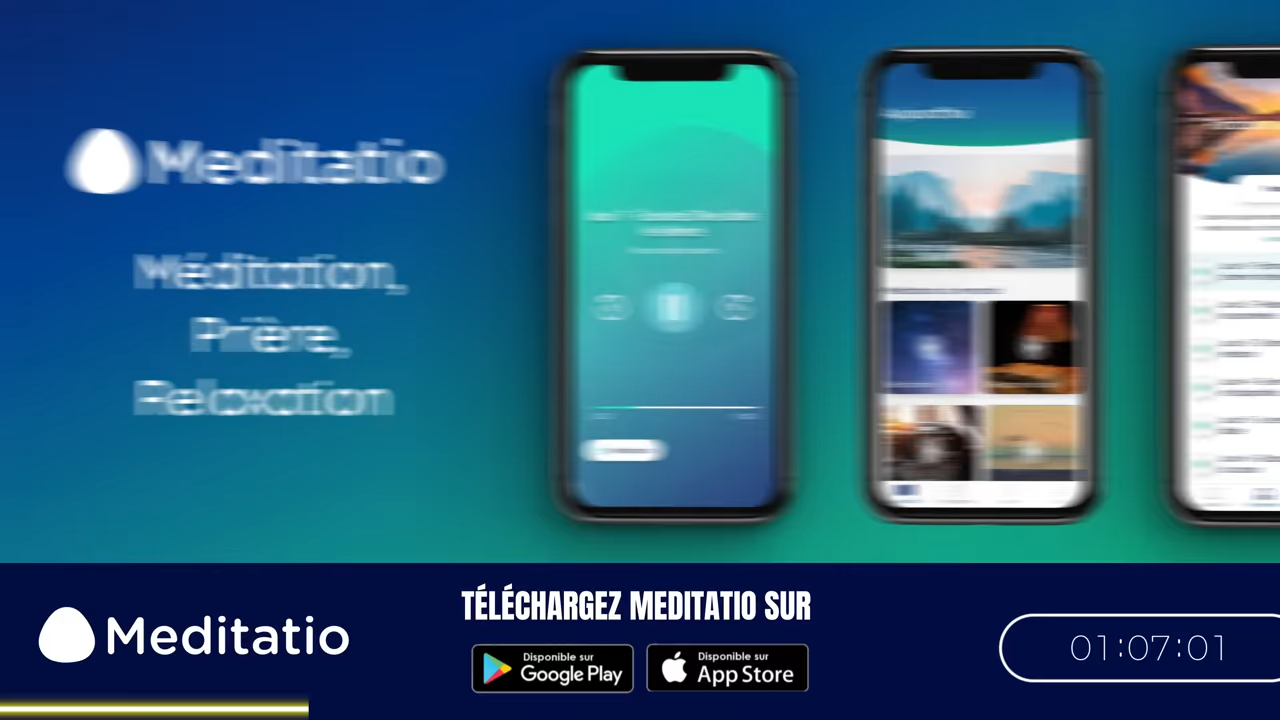 Meditatio
Méditation,
Prière,
Relaxation
TÉLÉCHARGEZ MEDITATIO SUR
Meditatio
Disponible sur
Google Play
Disponible sur
App Store
01:07:01